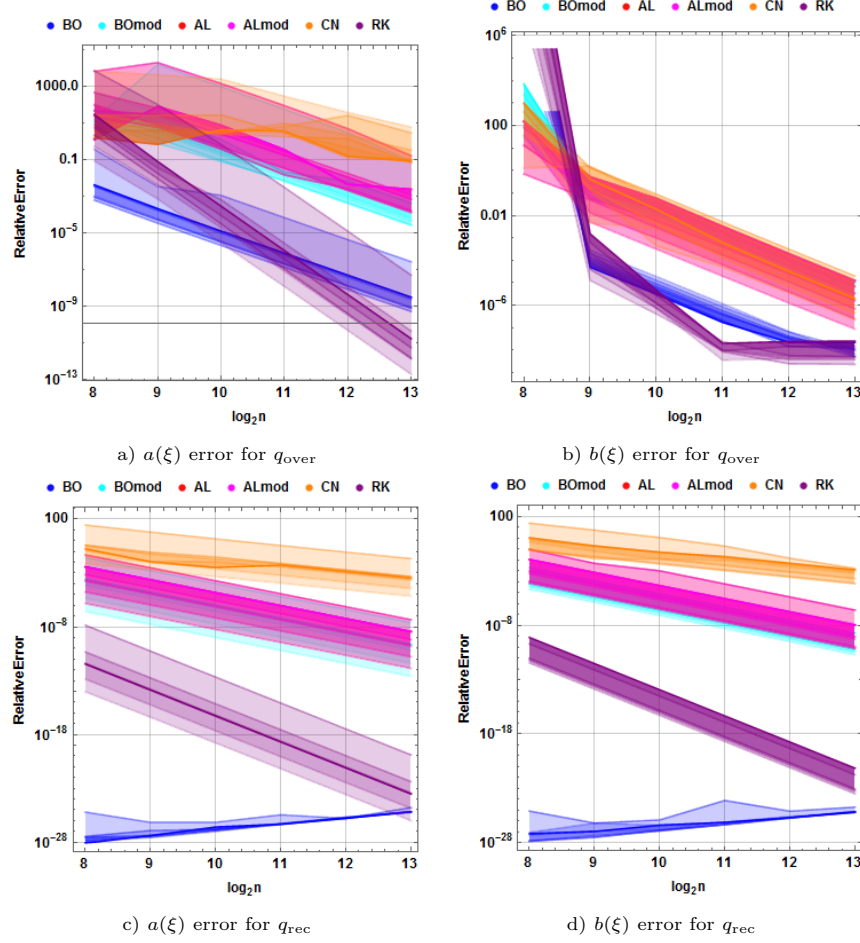 BO BOmod AL ALmod CN RK
RelativeError
1000.0
0.1
10⁻⁵
10⁻⁹
10⁻¹³
8 9 10 11 12 13
log₂n
a) a(ξ) error for q_over
BO BOmod AL ALmod CN RK
RelativeError
10⁶
100
0.01
10⁻⁶
8 9 10 11 12 13
log₂n
b) b(ξ) error for q_over
BO BOmod AL ALmod CN RK
RelativeError
100
10⁻⁸
10⁻¹⁸
10⁻²⁸
8 9 10 11 12 13
log₂n
c) a(ξ) error for q_rec
BO BOmod AL ALmod CN RK
RelativeError
100
10⁻⁸
10⁻¹⁸
10⁻²⁸
8 9 10 11 12 13
log₂n
d) b(ξ) error for q_rec